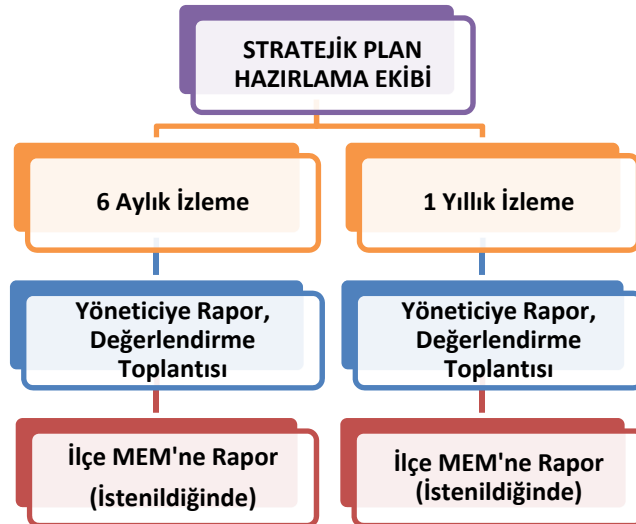 STRATEJİK PLAN
HAZIRLAMA EKİBİ
6 Aylık İzleme
1 Yıllık İzleme
Yöneticiye Rapor,
Değerlendirme
Toplantısı
Yöneticiye Rapor,
Değerlendirme
Toplantısı
İlçe MEM'ne Rapor
(İstenildiğinde)
İlçe MEM'ne Rapor
(İstenildiğinde)